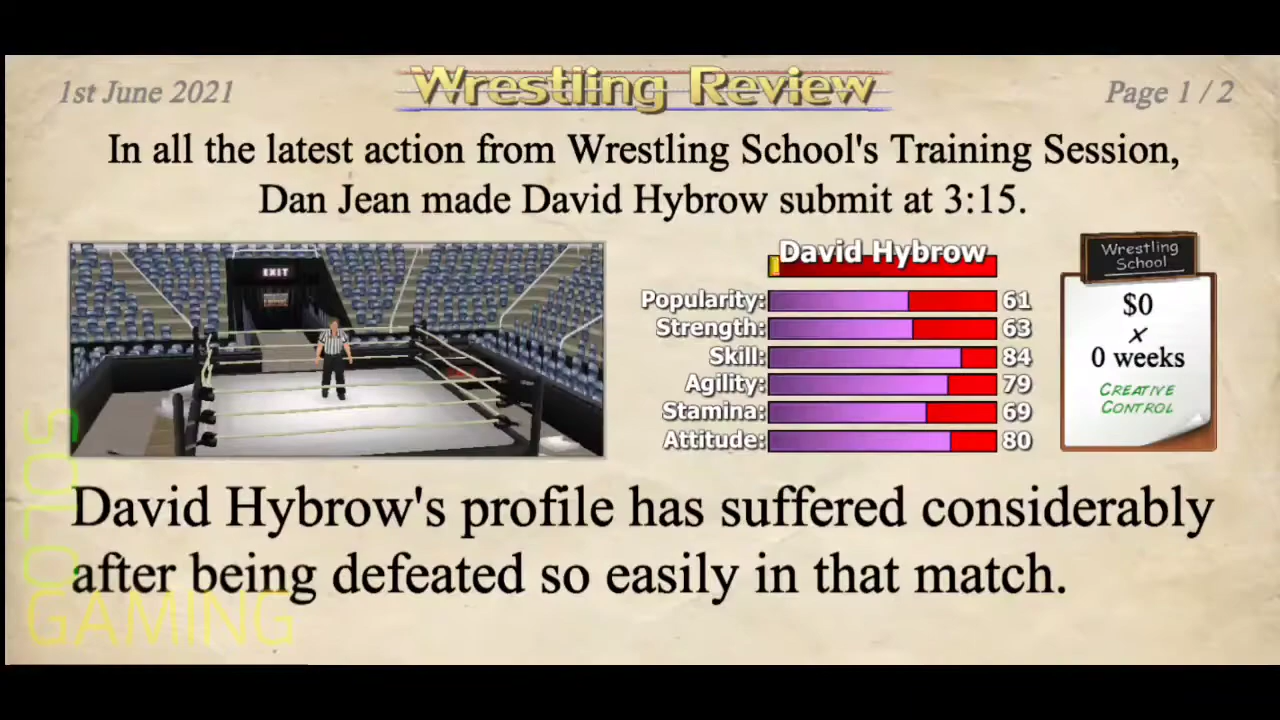 1st June 2021
Wrestling Review
Page 1 / 2
In all the latest action from Wrestling School's Training Session,
Dan Jean made David Hybrow submit at 3:15.
EXIT
David Hybrow
Popularity: 61
Strength: 63
Skill: 84
Agility: 79
Stamina: 69
Attitude: 80
Wrestling
School
$0
x
0 weeks
CREATIVE
CONTROL
David Hybrow's profile has suffered considerably
after being defeated so easily in that match.
SOLO
GAMING